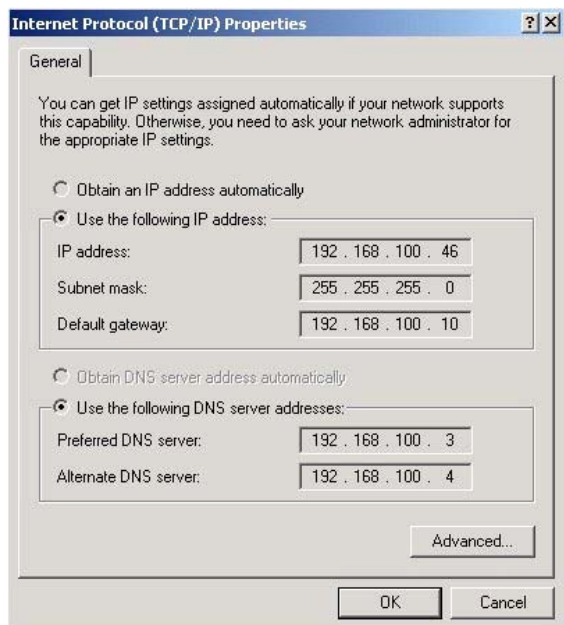 Internet Protocol (TCP/IP) Properties
General
You can get IP settings assigned automatically if your network supports
this capability. Otherwise, you need to ask your network administrator for
the appropriate IP settings.
Obtain an IP address automatically
Use the following IP address:
IP address: 192 . 168 . 100 . 46
Subnet mask: 255 . 255 . 255 . 0
Default gateway: 192 . 168 . 100 . 10
Obtain DNS server address automatically
Use the following DNS server addresses:
Preferred DNS server: 192 . 168 . 100 . 3
Alternate DNS server: 192 . 168 . 100 . 4
Advanced...
OK Cancel